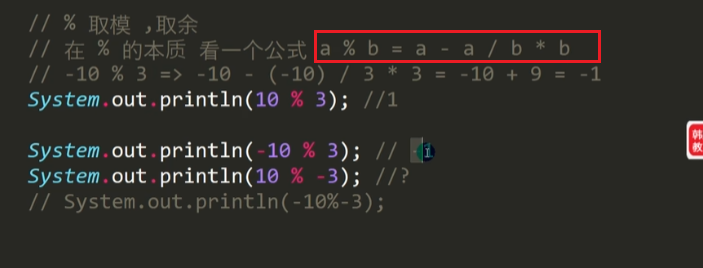 // % 取模 ,取余
// 在 % 的本质 看一个公式 a % b = a - a / b * b
// -10 % 3 => -10 - (-10) / 3 * 3 = -10 + 9 = -1
System.out.println(10 % 3); //1
System.out.println(-10 % 3); //
System.out.println(10 % -3); //?
// System.out.println(-10%-3);
韩
教